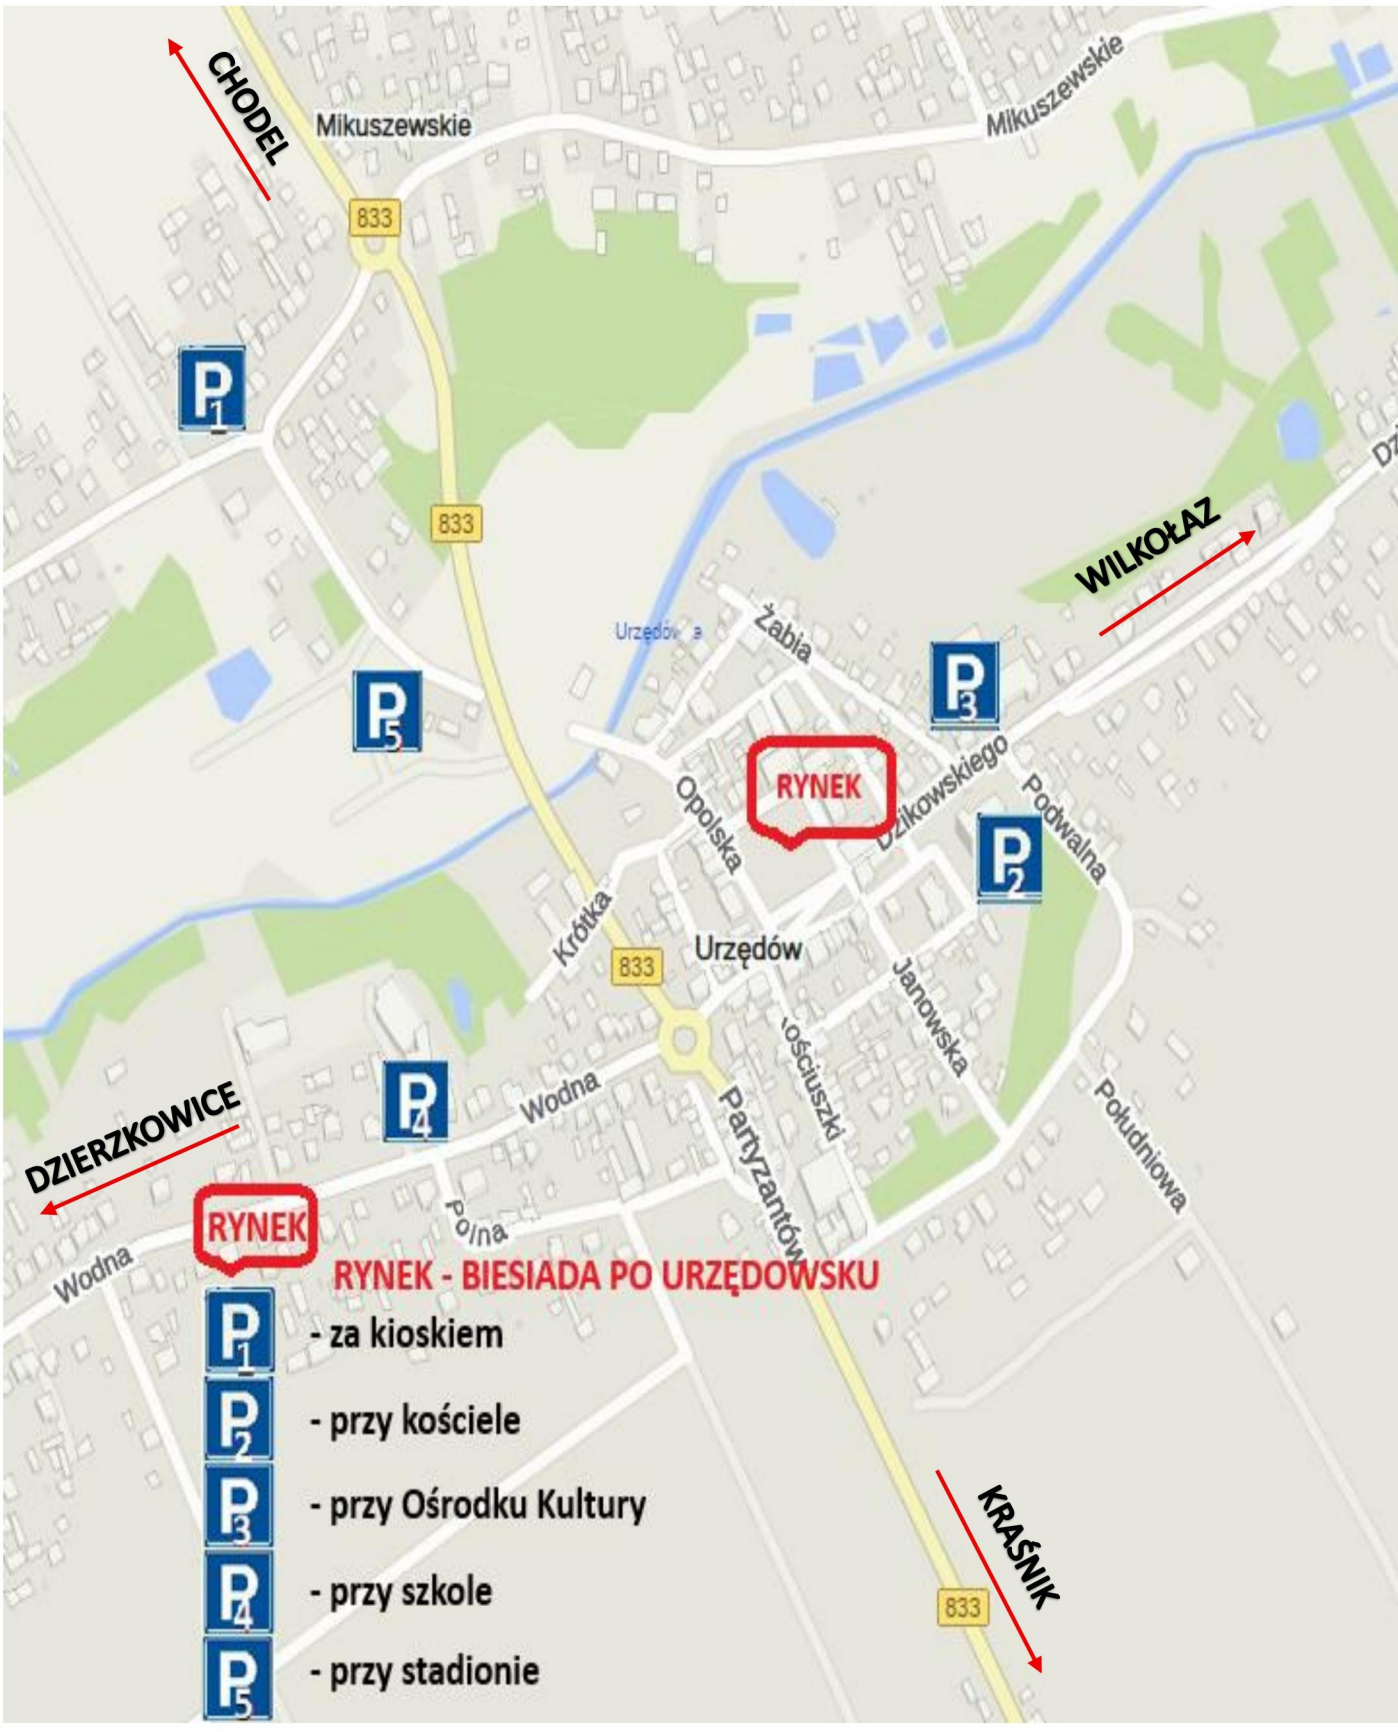 CHODEL
Mikuszewskie
Mikuszewskie
833
P1
833
WILKOŁAZ
Żabia
P3
P5
RYNEK
Dzikowskiego
Opolska
Podwalna
P2
Krótka
Urzędów
833
Janowska
ościuszki
Wodna
P4
Partyzantów
Południowa
DZIERZKOWICE
Polna
RYNEK
Wodna
RYNEK - BIESIADA PO URZĘDOWSKU
P1 - za kioskiem
P2 - przy kościele
P3 - przy Ośrodku Kultury
P4 - przy szkole
P5 - przy stadionie
KRAŚNIK
833